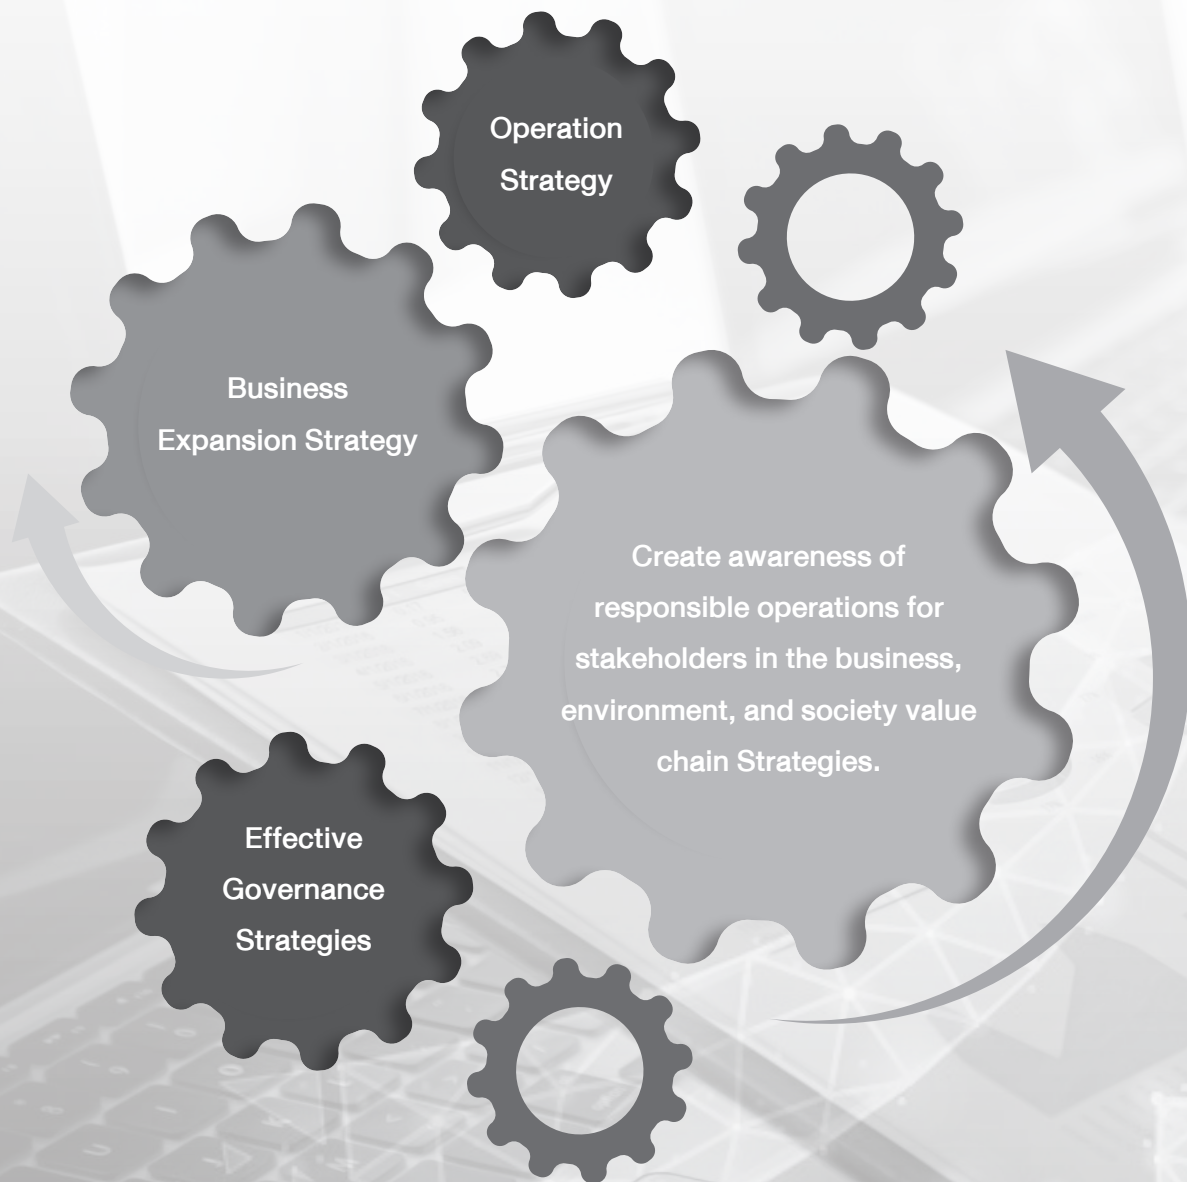 Operation
Strategy
Business
Expansion Strategy
Create awareness of
responsible operations for
stakeholders in the business,
environment, and society value
chain Strategies.
Effective
Governance
Strategies